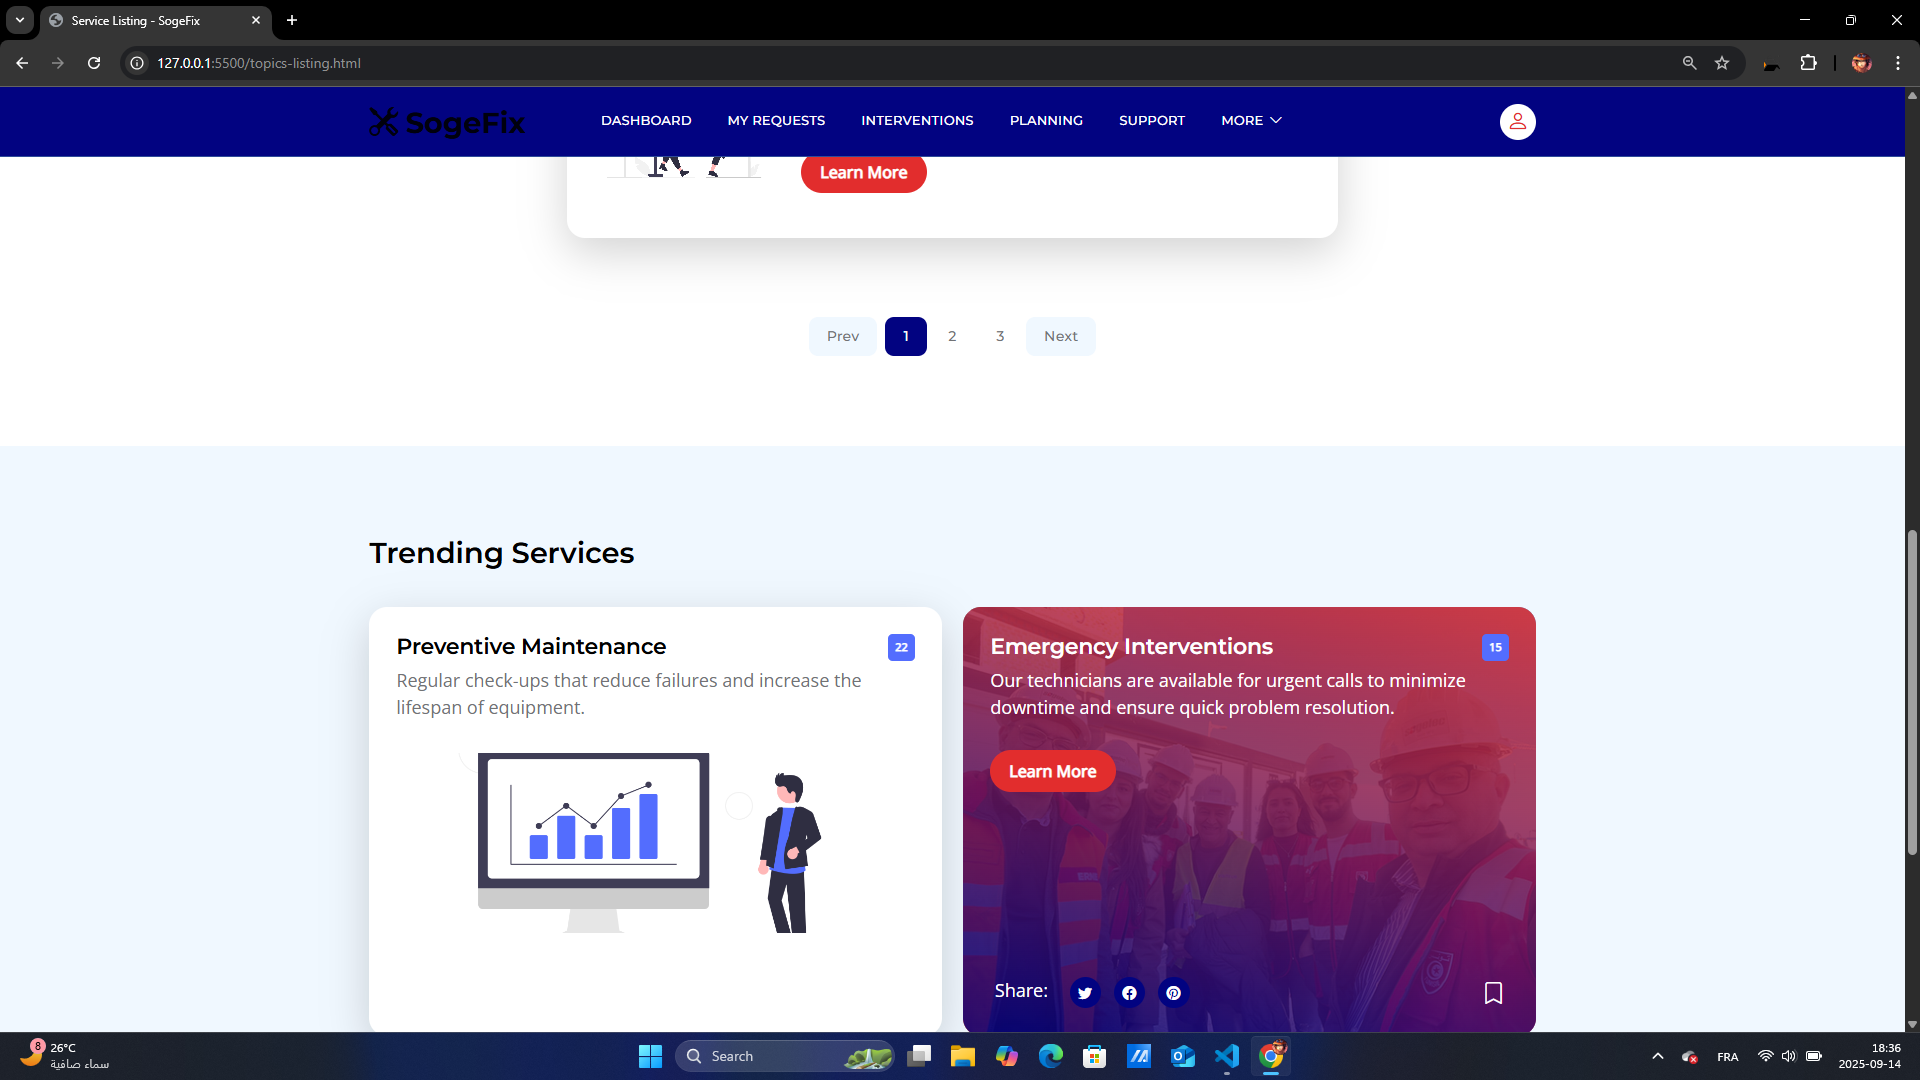 Service Listing - SogeFix
127.0.0.1:5500/topics-listing.html
SogeFix
DASHBOARD
MY REQUESTS
INTERVENTIONS
PLANNING
SUPPORT
MORE
Learn More
Prev
1
2
3
Next
Trending Services
Preventive Maintenance
22
Regular check-ups that reduce failures and increase the
lifespan of equipment.
Emergency Interventions
15
Our technicians are available for urgent calls to minimize
downtime and ensure quick problem resolution.
Learn More
Share:
8
26°C
سماء صافية
Search
FRA
18:36
2025-09-14